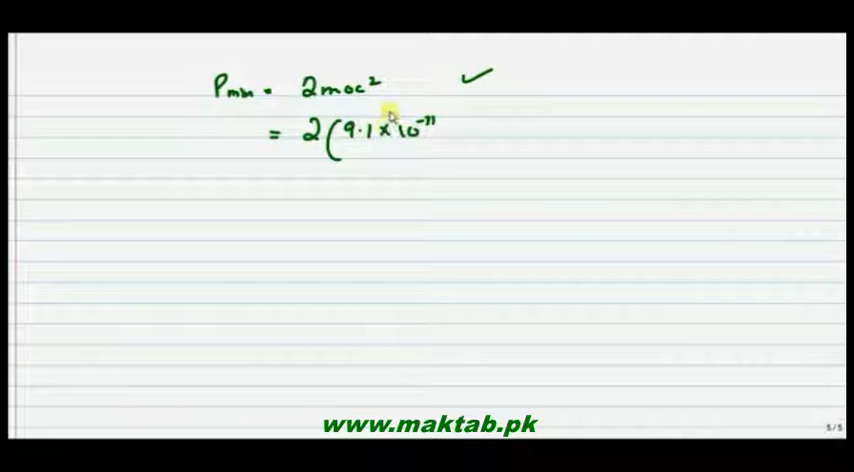 Pmin = 2moc²
= 2(9.1×10⁻³¹
www.maktab.pk
5/5